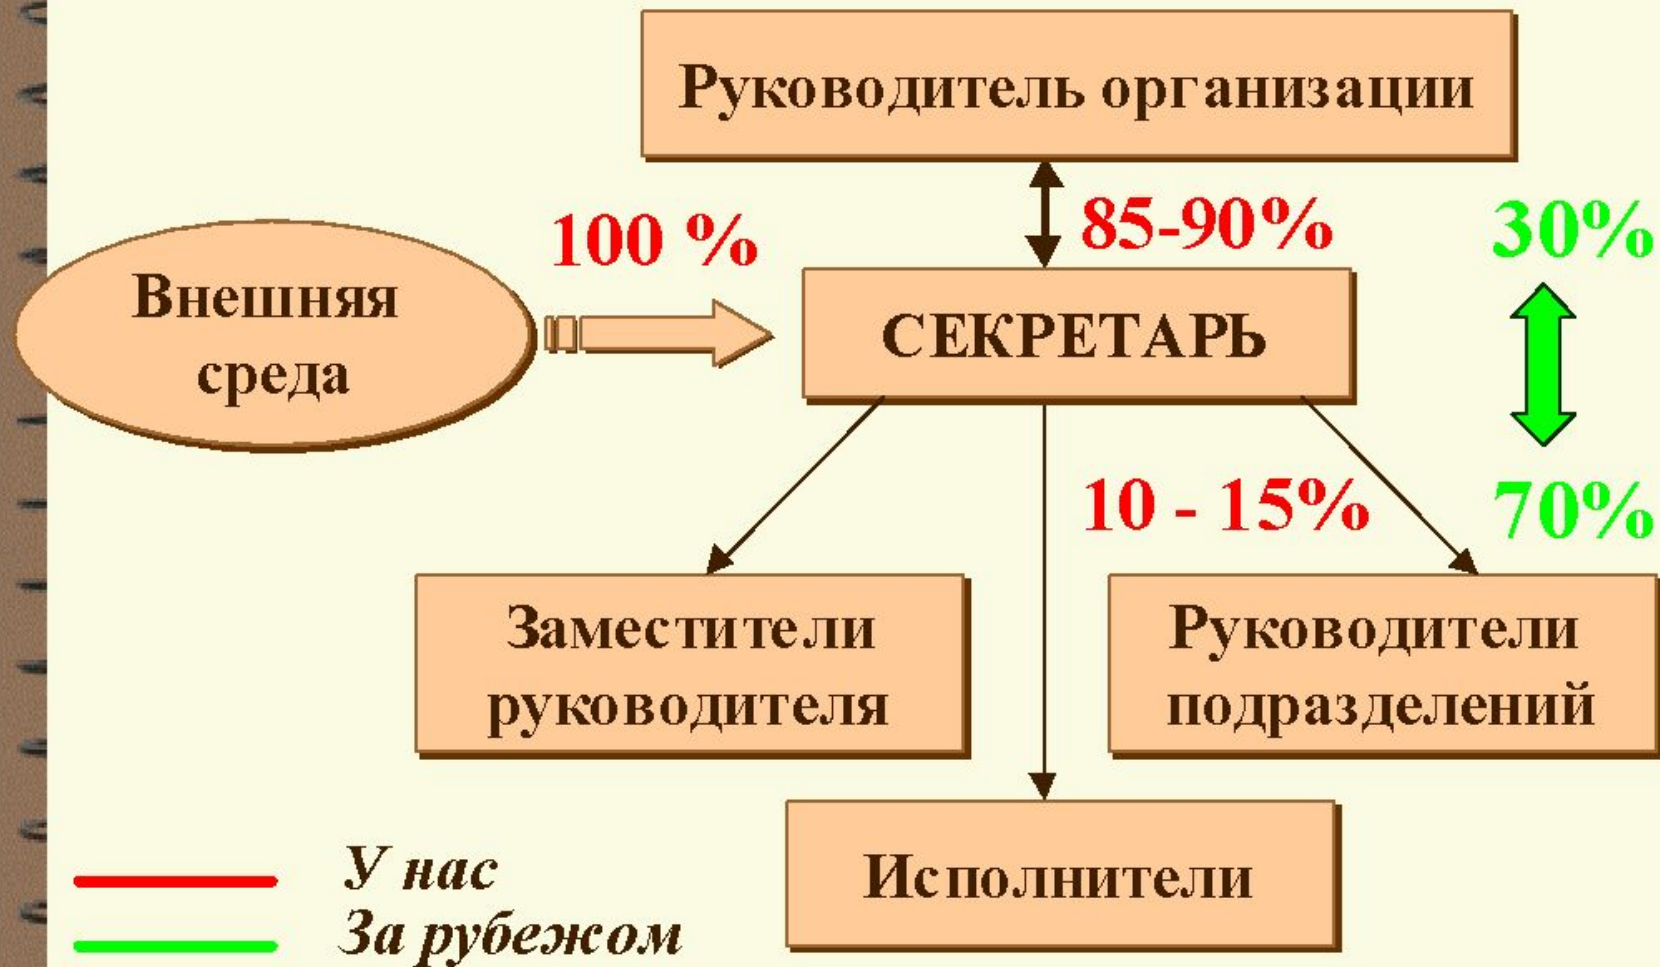 Руководитель организации
100 %
85-90%
30%
Внешняя
среда
СЕКРЕТАРЬ
10 - 15%
70%
Заместители
руководителя
Руководители
подразделений
Исполнители
У нас
За рубежом